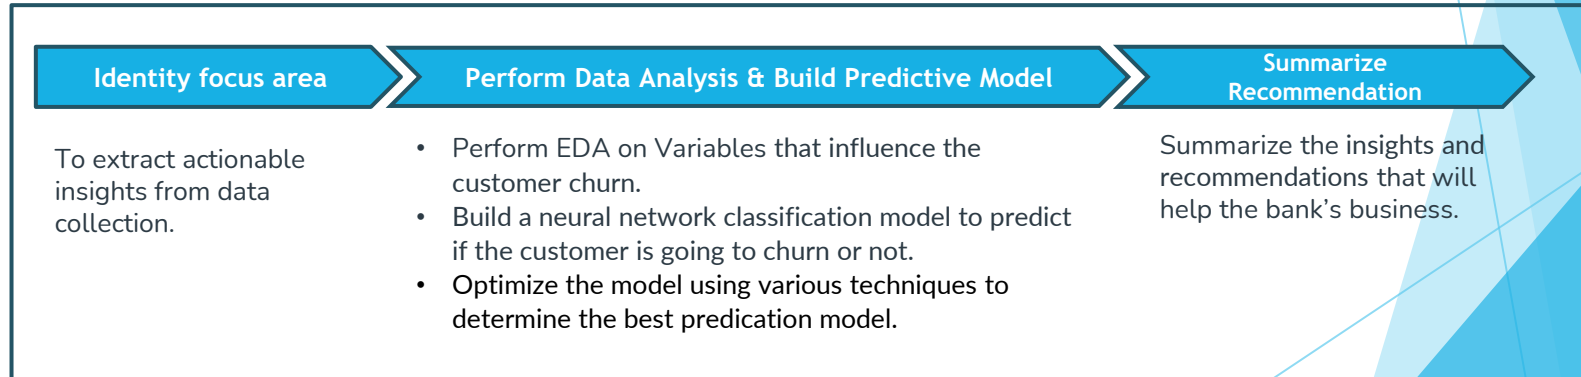 Identity focus area
Perform Data Analysis & Build Predictive Model
Summarize
Recommendation
To extract actionable
insights from data
collection.
• Perform EDA on Variables that influence the
customer churn.
• Build a neural network classification model to predict
if the customer is going to churn or not.
• Optimize the model using various techniques to
determine the best predication model.
Summarize the insights and
recommendations that will
help the bank’s business.